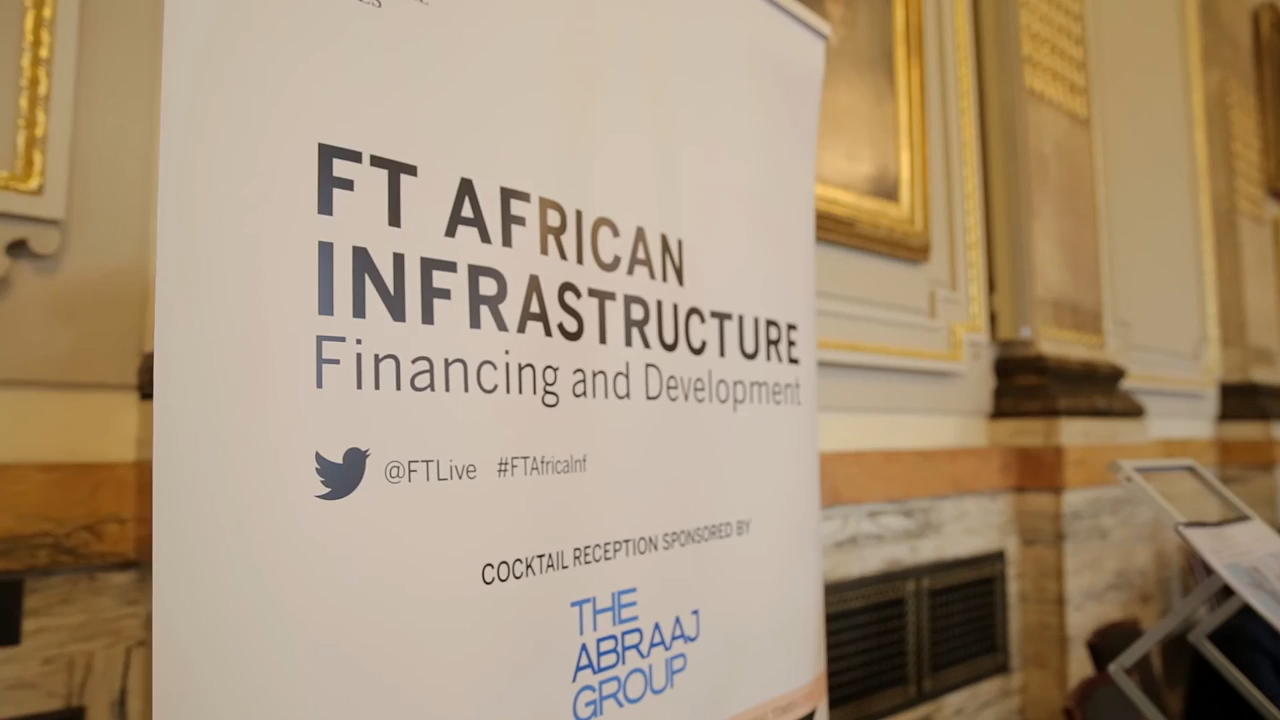 FT AFRICAN
INFRASTRUCTURE
Financing and Development
@FTLive #FTAfricaInf
COCKTAIL RECEPTION SPONSORED BY
THE
ABRAAJ
GROUP